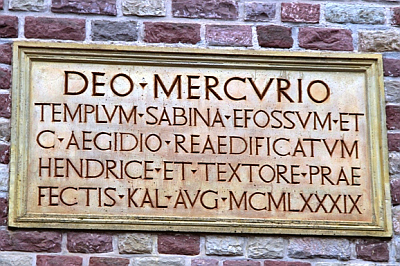 DEO·MERCVRIO
TEMPLVM·SABINA·EFOSSVM·ET
C·AEGIDIO·REAEDIFICATVM
HENDRICE·ET·TEXTORE·PRAE
FECTIS·KAL·AVG·MCMLXXXIX